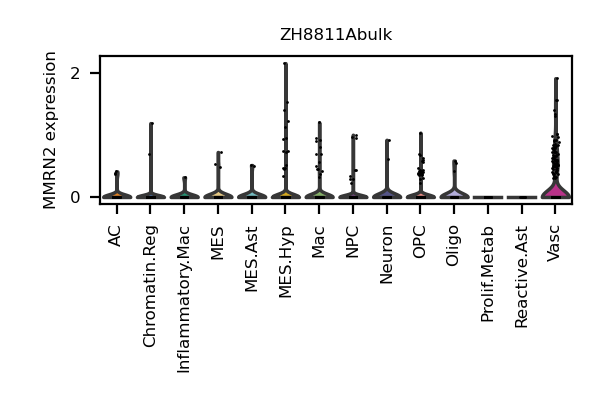 ZH8811Abulk
MMRN2 expression
2
0
AC
Chromatin.Reg
Inflammatory.Mac
MES
MES.Ast
MES.Hyp
Mac
NPC
Neuron
OPC
Oligo
Prolif.Metab
Reactive.Ast
Vasc